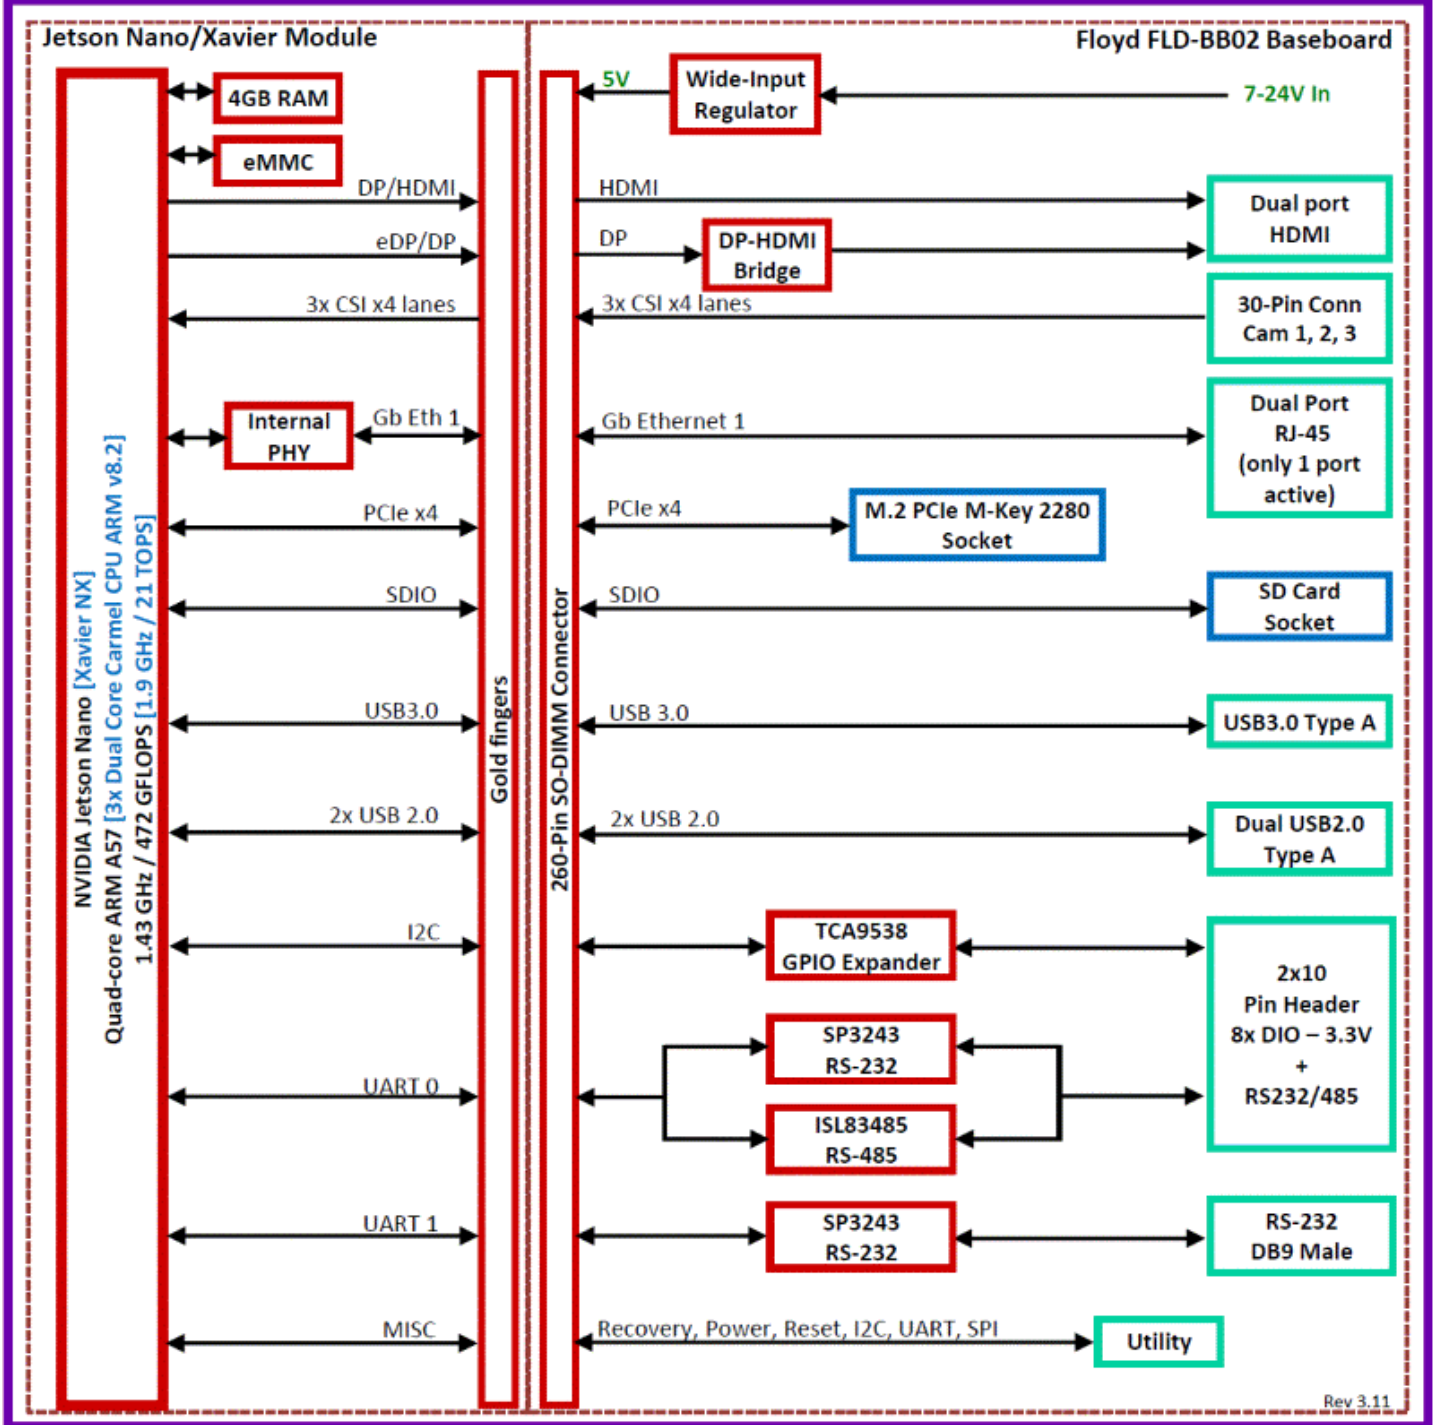 Jetson Nano/Xavier Module
Floyd FLD-BB02 Baseboard
NVIDIA Jetson Nano [Xavier NX]
Quad-core ARM A57 [3x Dual Core Carmel CPU ARM v8.2]
1.43 GHz / 472 GFLOPS [1.9 GHz / 21 TOPS]
4GB RAM
eMMC
DP/HDMI
eDP/DP
3x CSI x4 lanes
Internal
PHY
Gb Eth 1
PCIe x4
SDIO
USB3.0
2x USB 2.0
I2C
UART 0
UART 1
MISC
Gold fingers
260-Pin SO-DIMM Connector
5V
Wide-Input
Regulator
7-24V In
HDMI
Dual port
HDMI
DP
DP-HDMI
Bridge
3x CSI x4 lanes
30-Pin Conn
Cam 1, 2, 3
Gb Ethernet 1
Dual Port
RJ-45
(only 1 port
active)
PCIe x4
M.2 PCIe M-Key 2280
Socket
SDIO
SD Card
Socket
USB 3.0
USB3.0 Type A
2x USB 2.0
Dual USB2.0
Type A
TCA9538
GPIO Expander
SP3243
RS-232
ISL83485
RS-485
2x10
Pin Header
8x DIO – 3.3V
+
RS232/485
SP3243
RS-232
RS-232
DB9 Male
Recovery, Power, Reset, I2C, UART, SPI
Utility
Rev 3.11